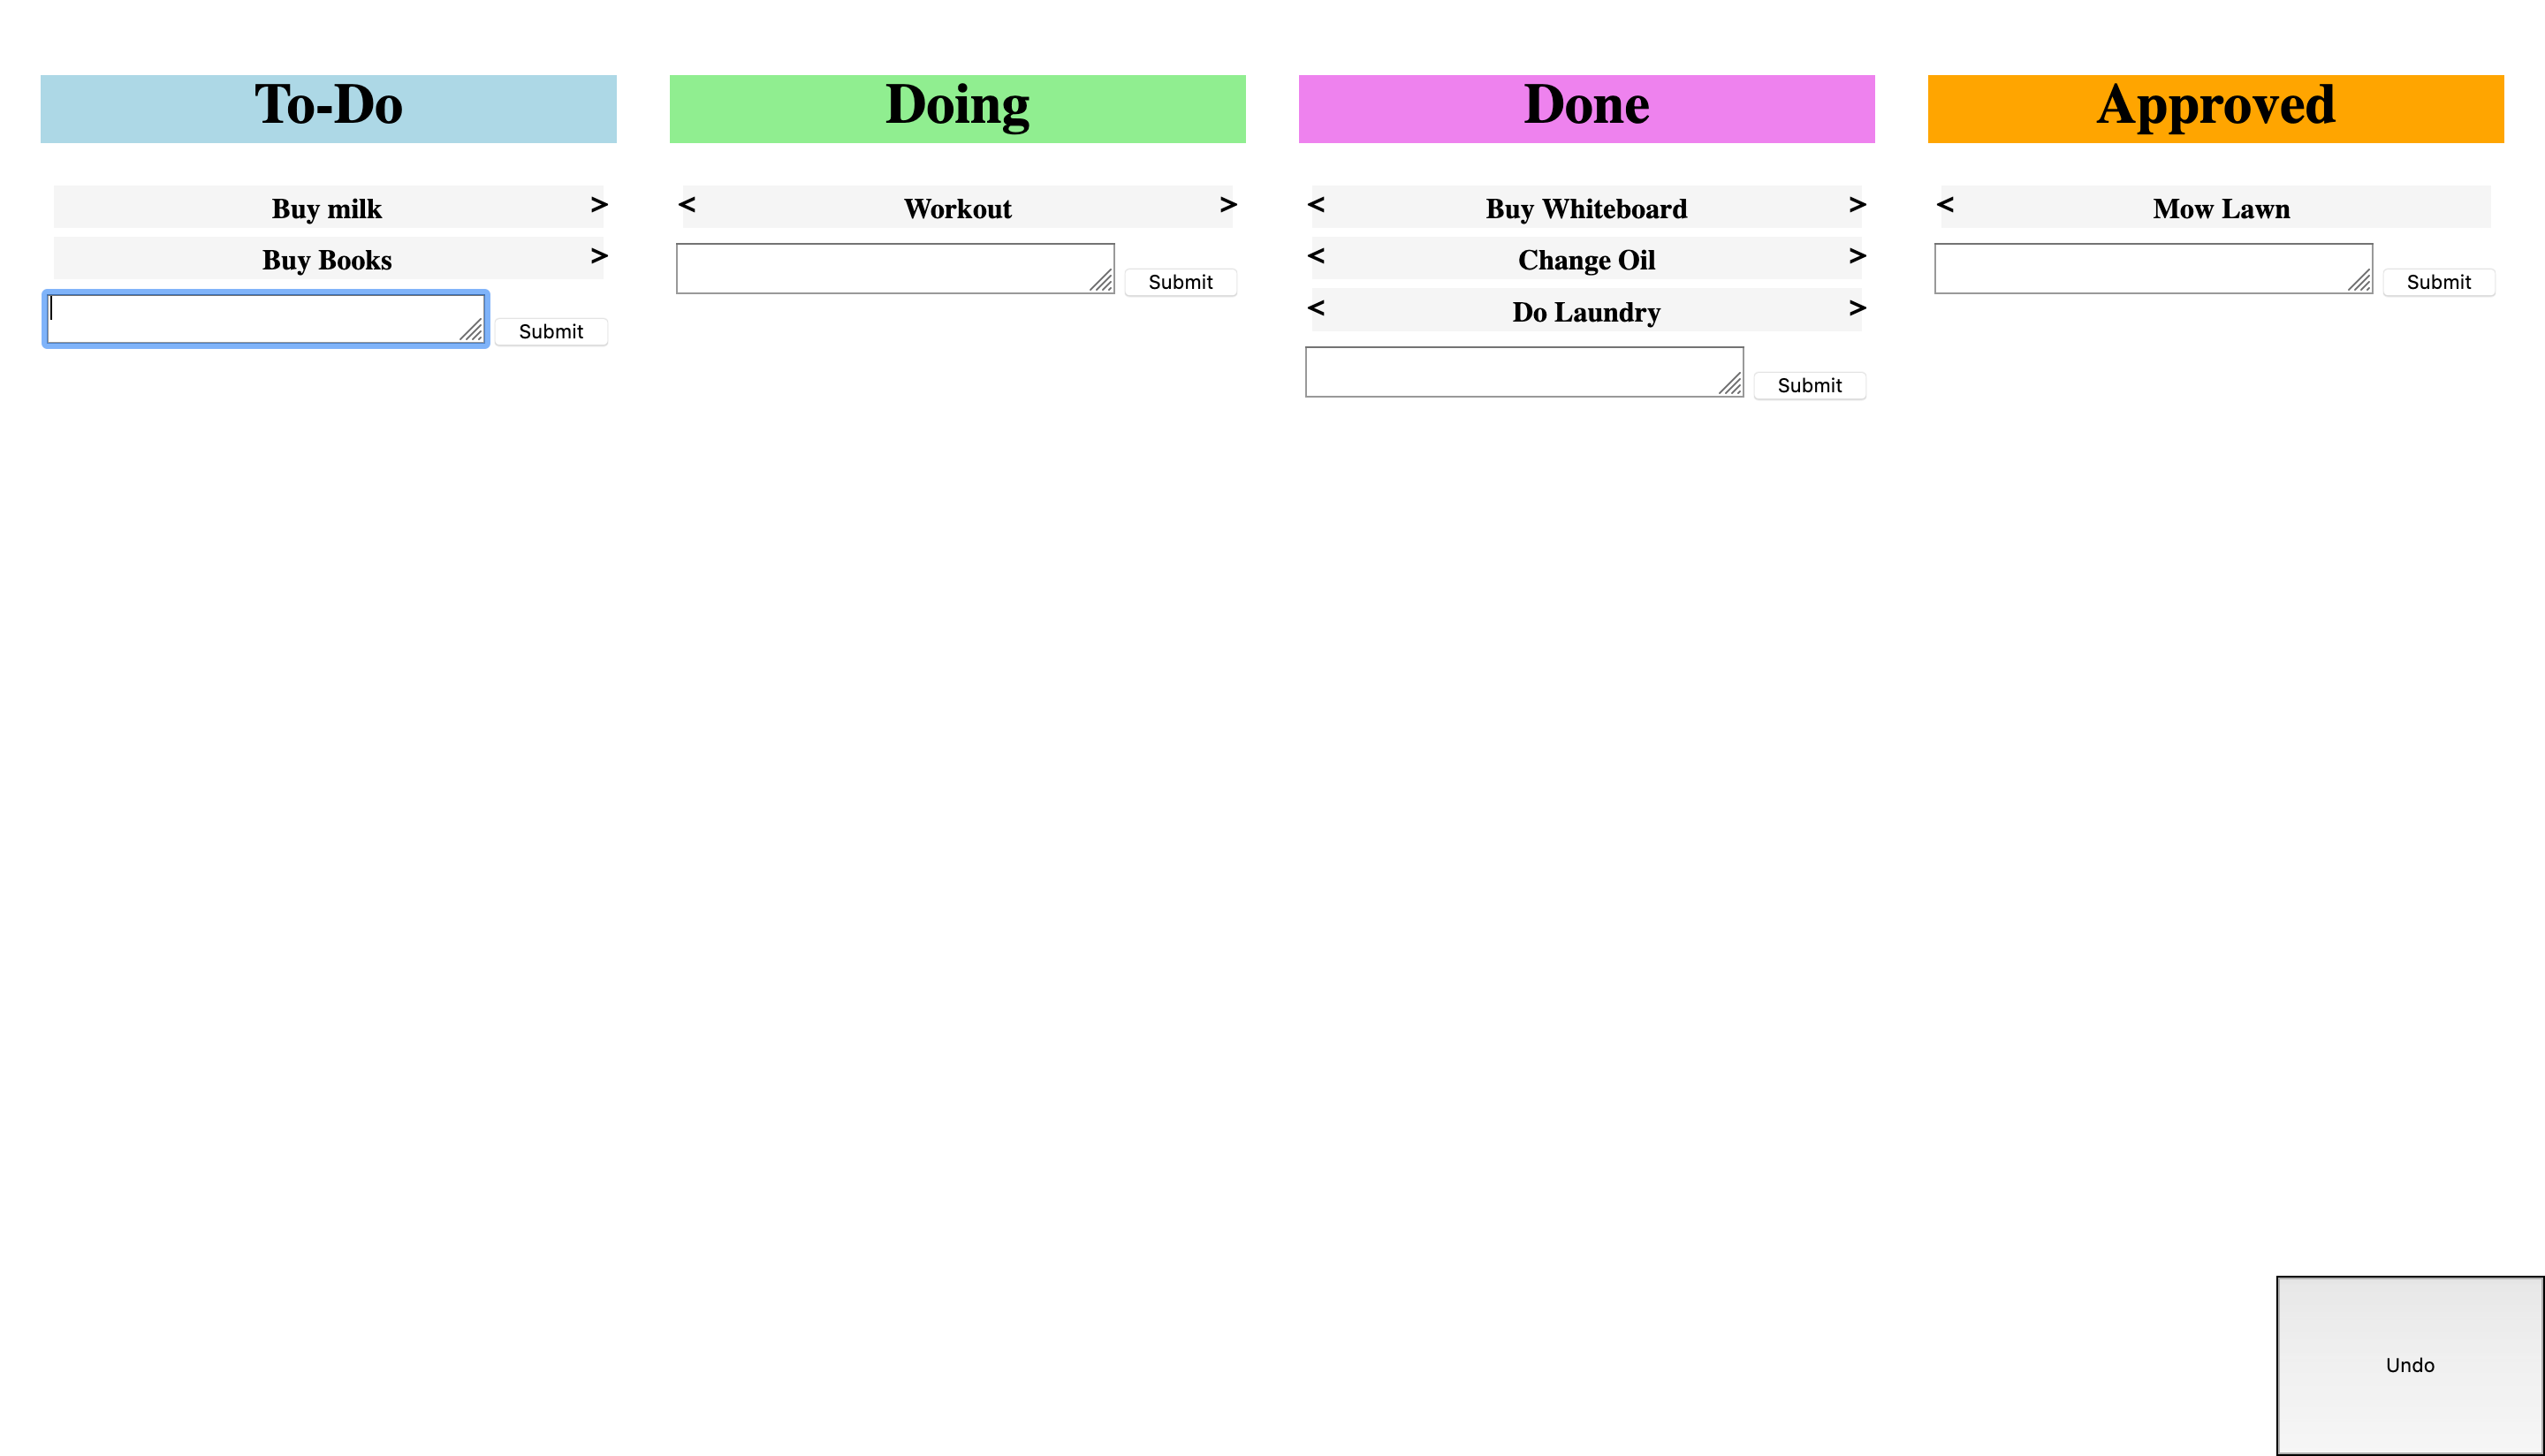 To-Do
Buy milk >
Buy Books >
Submit
Doing
< Workout >
Submit
Done
< Buy Whiteboard >
< Change Oil >
< Do Laundry >
Submit
Approved
< Mow Lawn
Submit
Undo